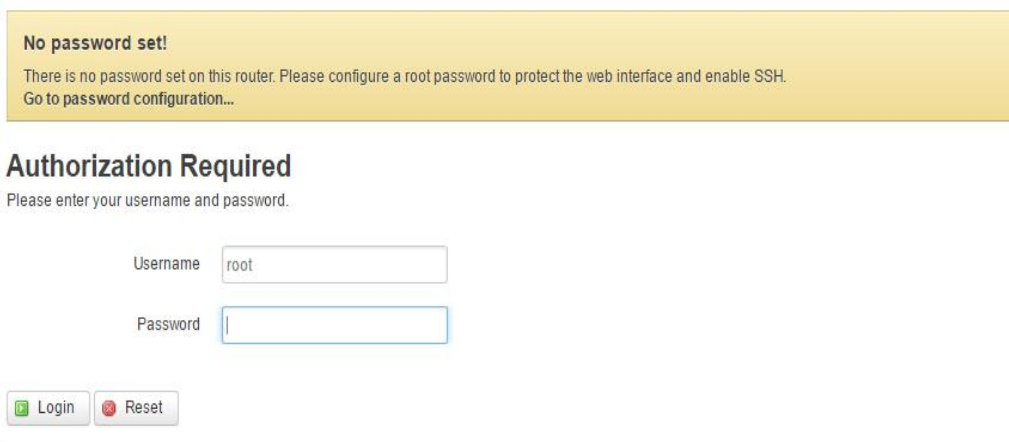 No password set!
There is no password set on this router. Please configure a root password to protect the web interface and enable SSH.
Go to password configuration...
Authorization Required
Please enter your username and password.
Username root
Password
Login Reset